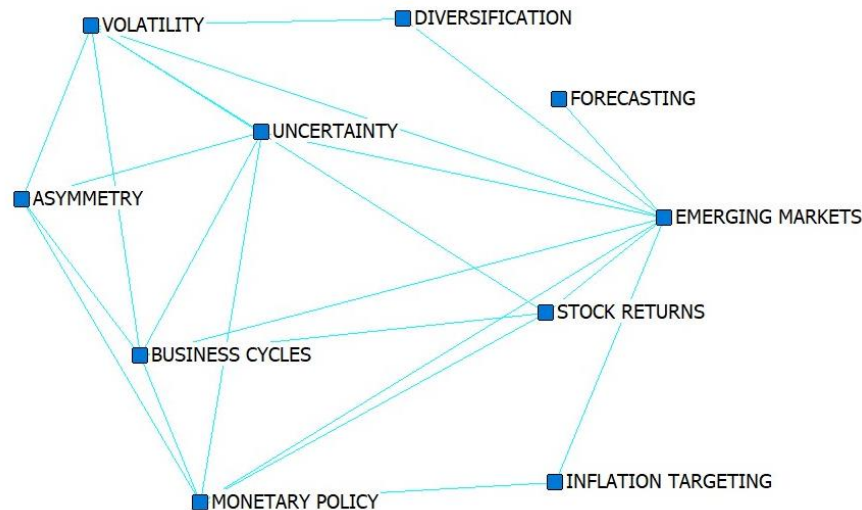 VOLATILITY
DIVERSIFICATION
FORECASTING
UNCERTAINTY
ASYMMETRY
EMERGING MARKETS
STOCK RETURNS
BUSINESS CYCLES
INFLATION TARGETING
MONETARY POLICY